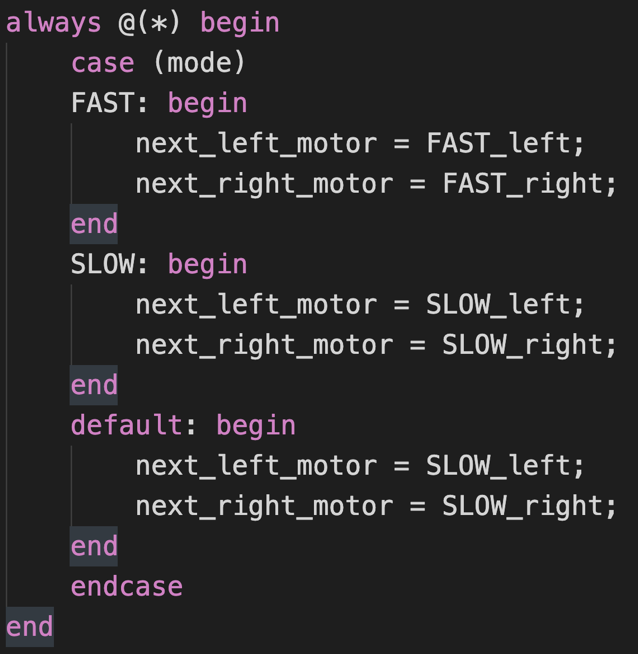 always @(*) begin
    case (mode)
    FAST: begin
        next_left_motor = FAST_left;
        next_right_motor = FAST_right;
    end
    SLOW: begin
        next_left_motor = SLOW_left;
        next_right_motor = SLOW_right;
    end
    default: begin
        next_left_motor = SLOW_left;
        next_right_motor = SLOW_right;
    end
    endcase
end